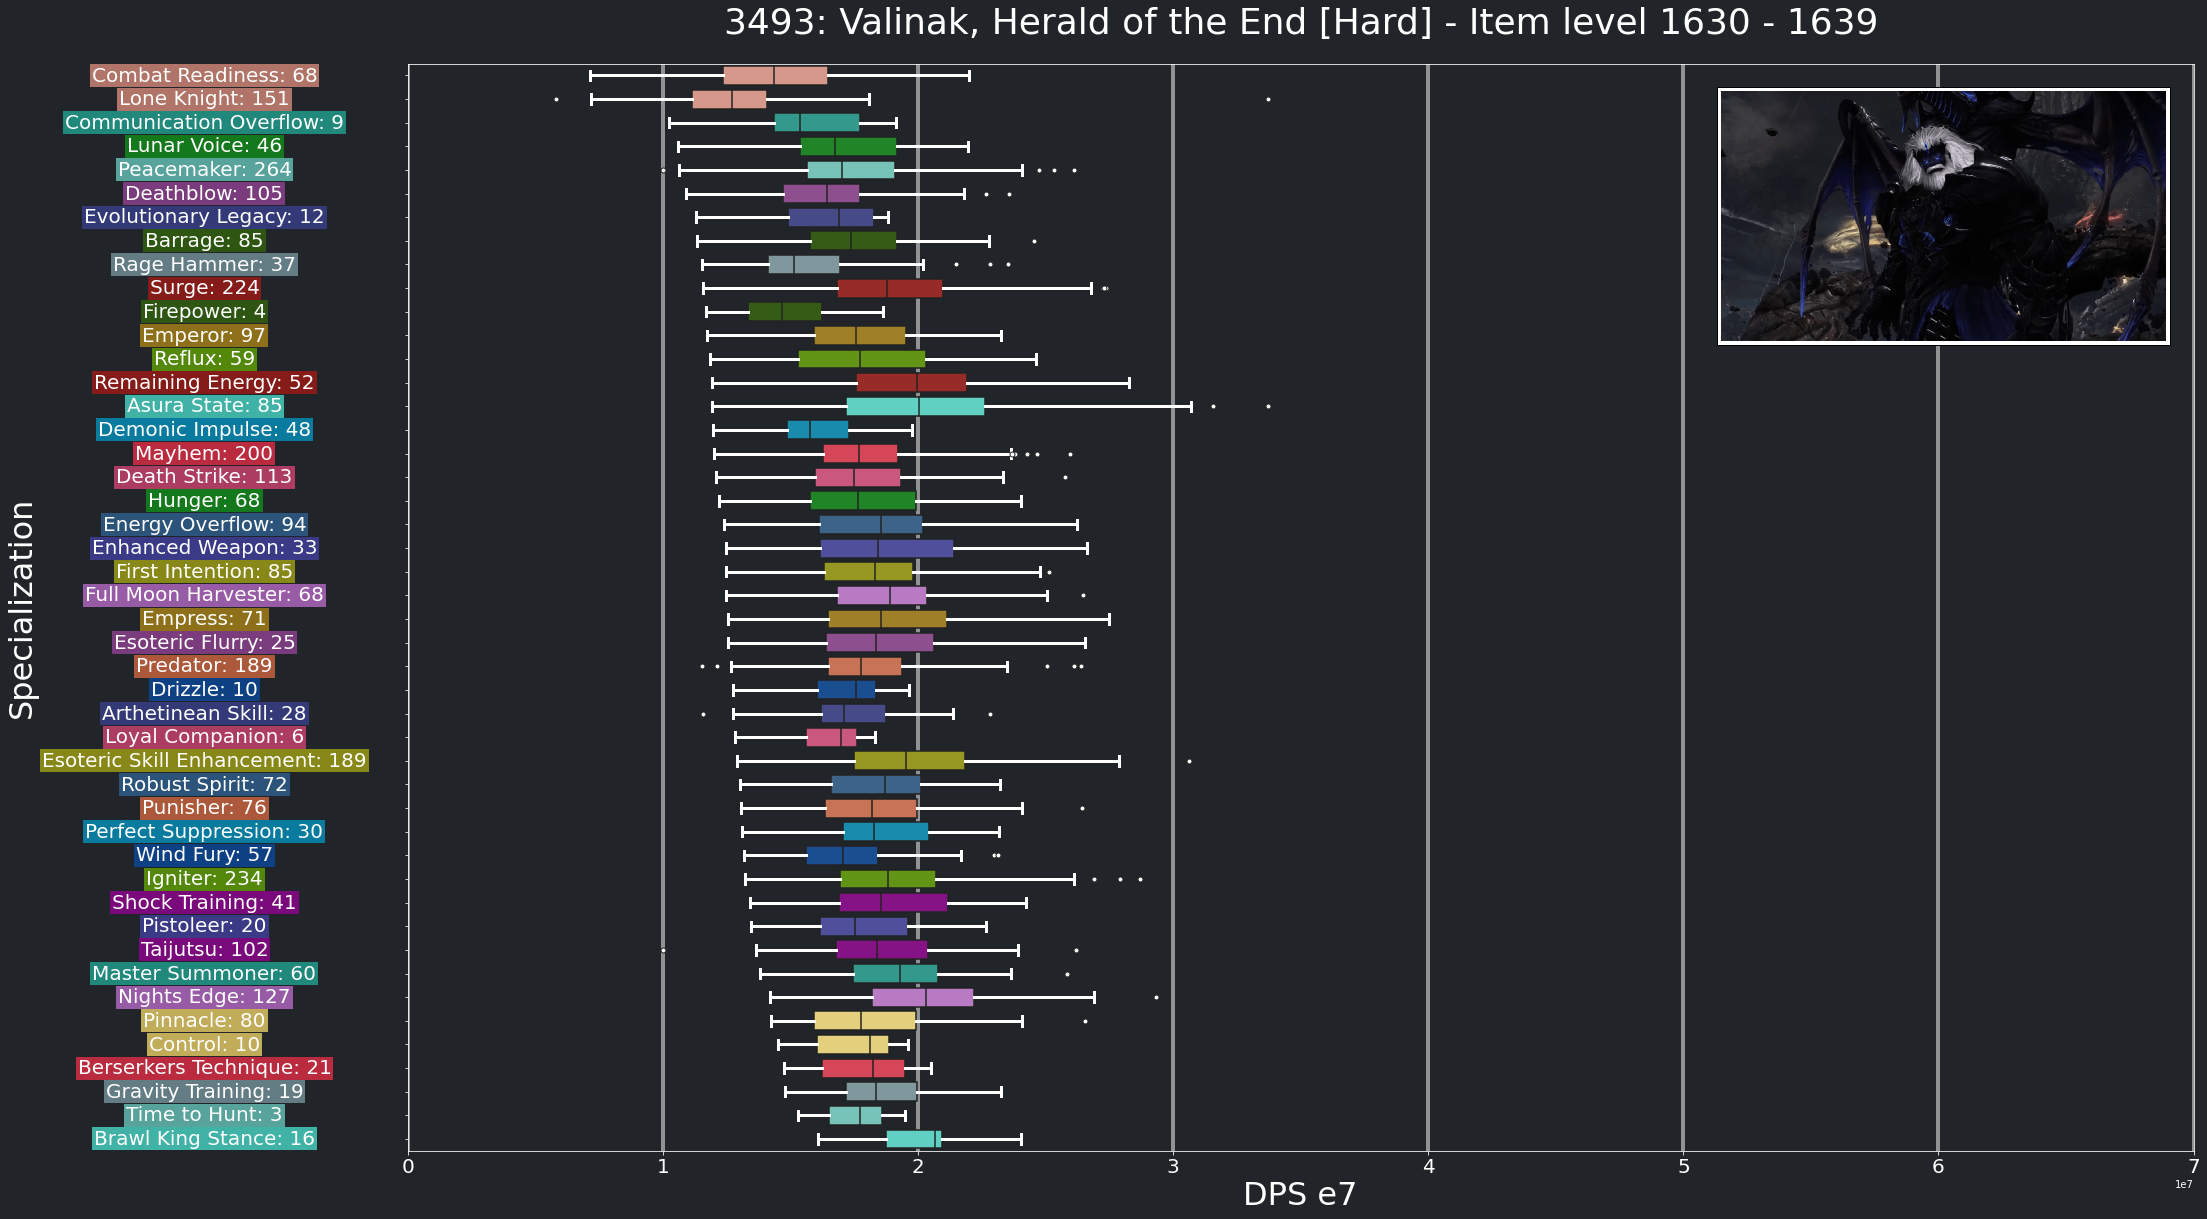 3493: Valinak, Herald of the End [Hard] - Item level 1630 - 1639
Specialization
Combat Readiness: 68
Lone Knight: 151
Communication Overflow: 9
Lunar Voice: 46
Peacemaker: 264
Deathblow: 105
Evolutionary Legacy: 12
Barrage: 85
Rage Hammer: 37
Surge: 224
Firepower: 4
Emperor: 97
Reflux: 59
Remaining Energy: 52
Asura State: 85
Demonic Impulse: 48
Mayhem: 200
Death Strike: 113
Hunger: 68
Energy Overflow: 94
Enhanced Weapon: 33
First Intention: 85
Full Moon Harvester: 68
Empress: 71
Esoteric Flurry: 25
Predator: 189
Drizzle: 10
Arthetinean Skill: 28
Loyal Companion: 6
Esoteric Skill Enhancement: 189
Robust Spirit: 72
Punisher: 76
Perfect Suppression: 30
Wind Fury: 57
Igniter: 234
Shock Training: 41
Pistoleer: 20
Taijutsu: 102
Master Summoner: 60
Nights Edge: 127
Pinnacle: 80
Control: 10
Berserkers Technique: 21
Gravity Training: 19
Time to Hunt: 3
Brawl King Stance: 16
0 1 2 3 4 5 6 7
1e7
DPS e7